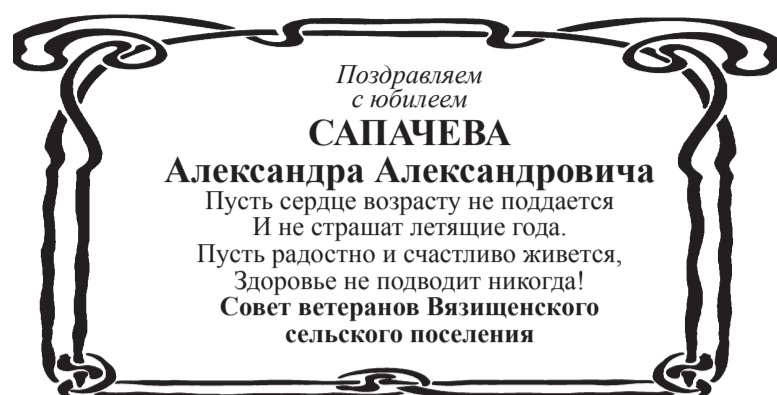 Поздравляем
с юбилеем
САПАЧЕВА
Александра Александровича
Пусть сердце возрасту не поддается
И не страшат летящие года.
Пусть радостно и счастливо живется,
Здоровье не подводит никогда!
Совет ветеранов Вязищенского
сельского поселения